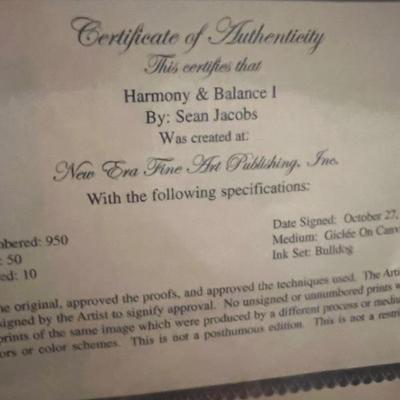 Certificate of Authenticity
This certifies that
Harmony & Balance I
By: Sean Jacobs
Was created at:
New Era Fine Art Publishing, Inc.
With the following specifications:
bered: 950
: 50
ed: 10
Date Signed: October 27,
Medium: Giclée On Canv
Ink Set: Bulldog
e original, approved the proofs, and approved the techniques used. The Arti
signed by the Artist to signify approval. No unsigned or unnumbered prints w
prints of the same image which were produced by a different process or mediu
ors or color schemes. This is not a posthumous edition. This is not a restri